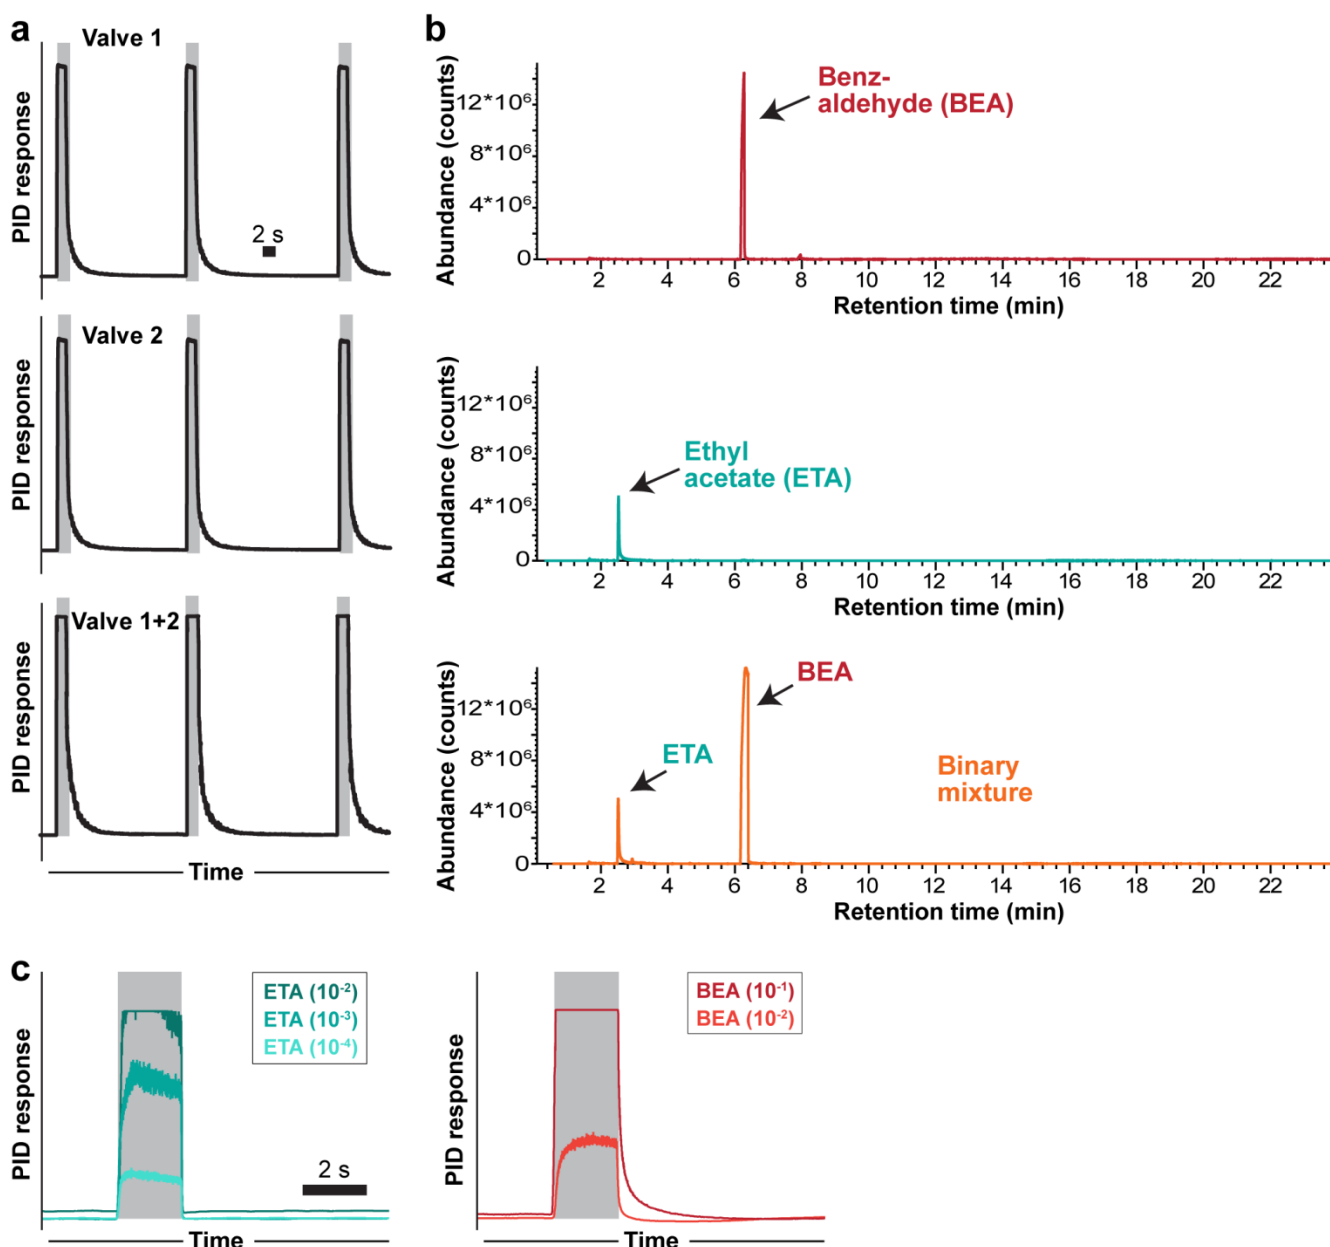 a
Valve 1
PID response
2 s
Valve 2
PID response
Valve 1+2
PID response
Time
b
Abundance (counts)
12*10⁶
8*10⁶
4*10⁶
0
Benz-
aldehyde (BEA)
2 4 6 8 10 12 14 16 18 20 22
Retention time (min)
Abundance (counts)
12*10⁶
8*10⁶
4*10⁶
0
Ethyl
acetate (ETA)
2 4 6 8 10 12 14 16 18 20 22
Retention time (min)
Abundance (counts)
12*10⁶
8*10⁶
4*10⁶
0
BEA
ETA
Binary
mixture
2 4 6 8 10 12 14 16 18 20 22
Retention time (min)
c
PID response
ETA (10⁻²)
ETA (10⁻³)
ETA (10⁻⁴)
2 s
Time
PID response
BEA (10⁻¹)
BEA (10⁻²)
Time